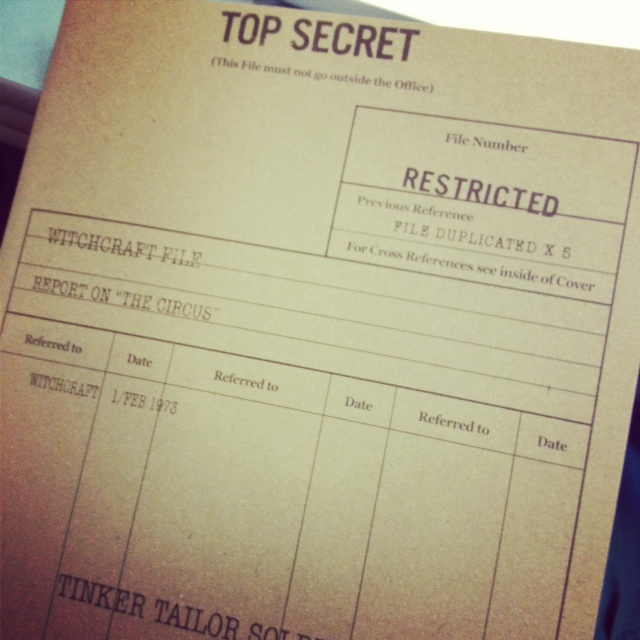 TOP SECRET
(This File must not go outside the Office)
File Number
RESTRICTED
Previous Reference
FILE DUPLICATED X 5
For Cross References see inside of Cover
WITCHCRAFT FILE
REPORT ON "THE CIRCUS"
Referred to Date Referred to Date Referred to Date
WITCHCRAFT 1/FEB 1973
TINKER TAILOR